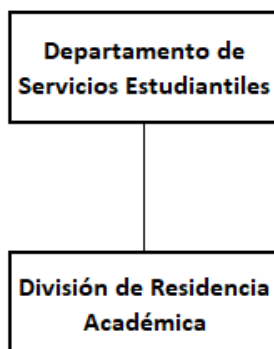 Departamento de
Servicios Estudiantiles
División de Residencia
Académica